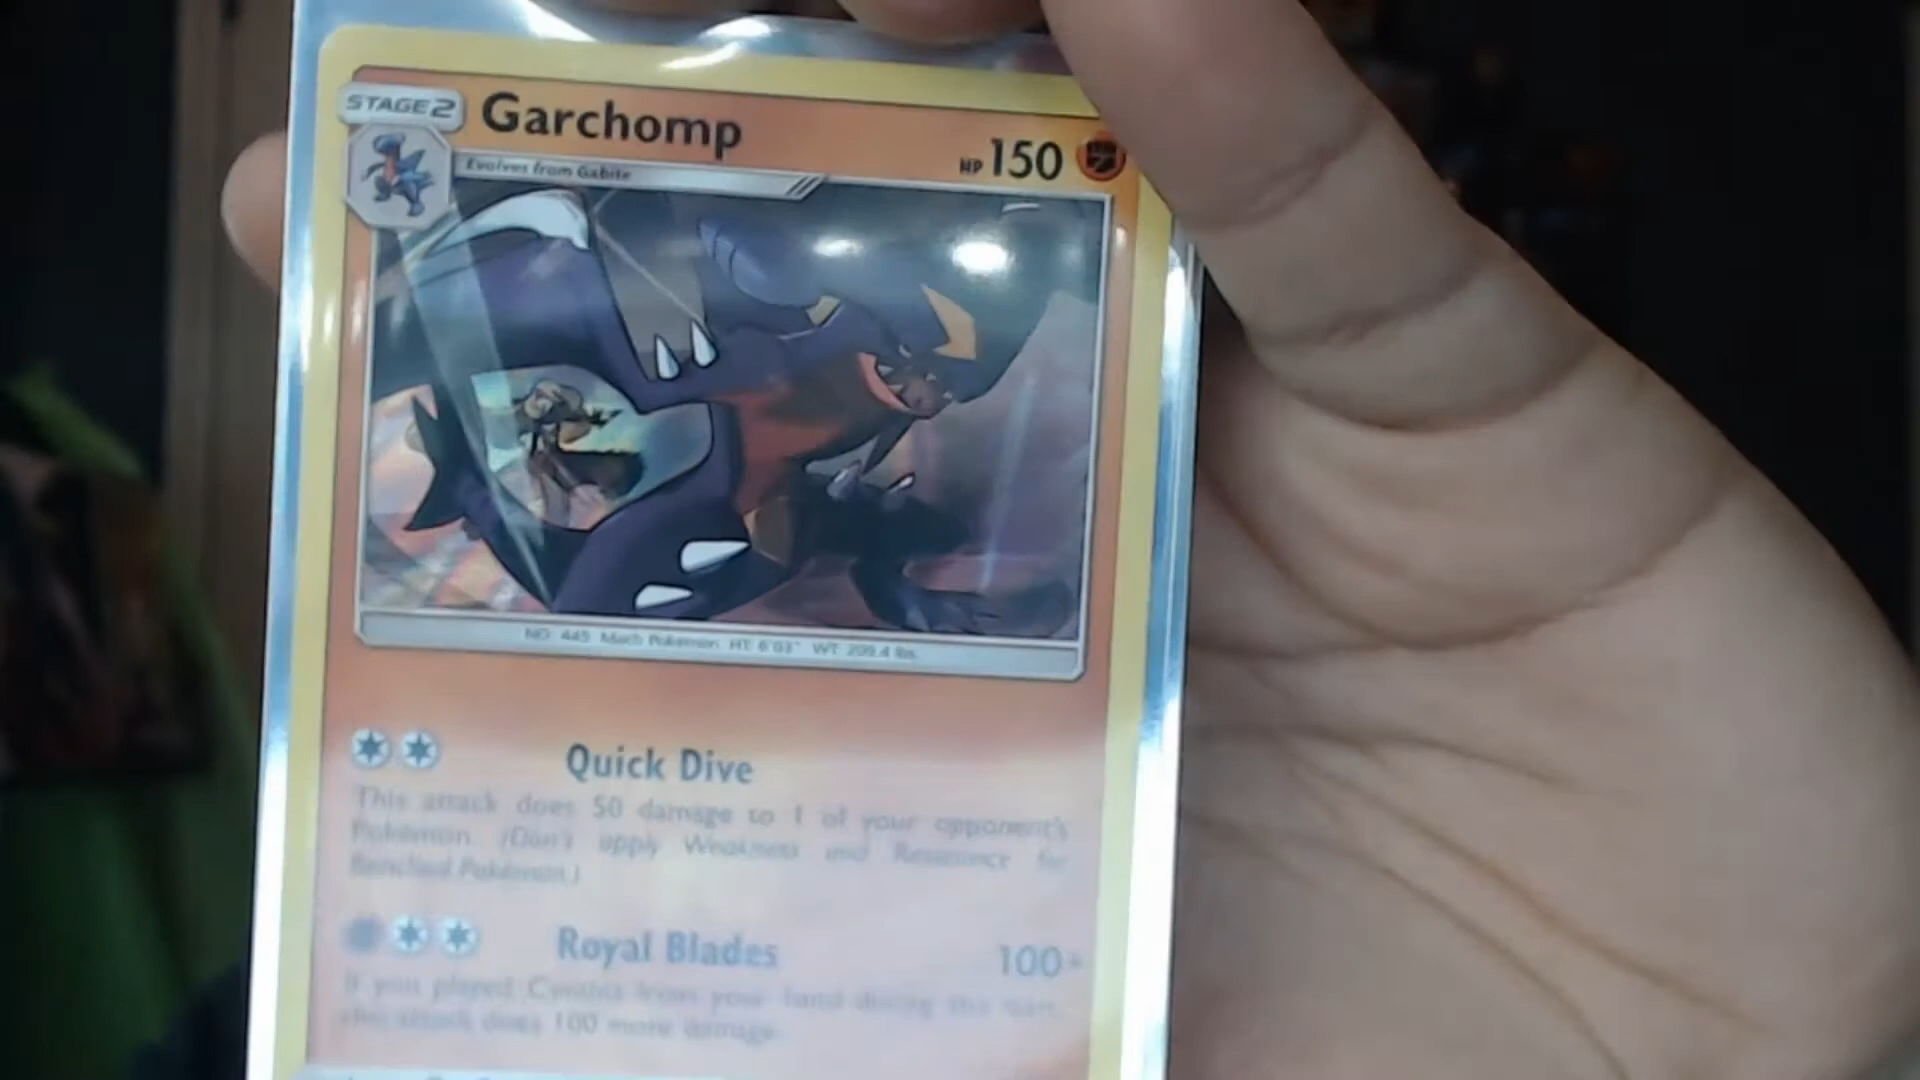 STAGE2
Garchomp
HP 150
Evolves from Gabite
NO. 445 Mach Pokémon HT: 6'03" WT: 209.4 lbs.
Quick Dive
This attack does 50 damage to 1 of your opponent's
Pokémon. (Don't apply Weakness and Resistance for
Benched Pokémon.)
Royal Blades 100+
If you played Cynthia from your hand during this turn,
this attack does 100 more damage.